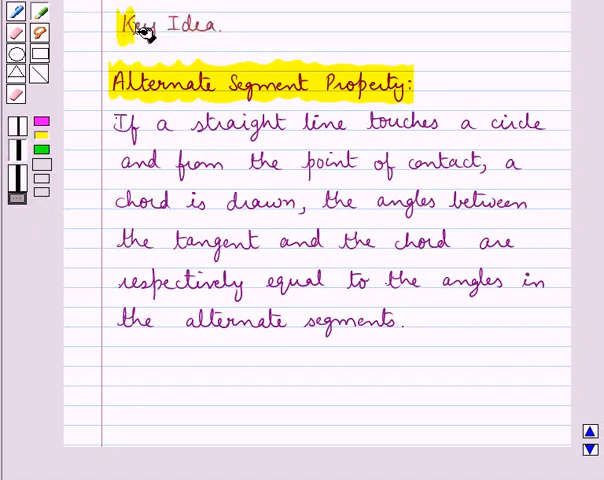 Key Idea.
Alternate Segment Property:
If a straight line touches a circle
and from the point of contact, a
chord is drawn, the angles between
the tangent and the chord are
respectively equal to the angles in
the alternate segments.